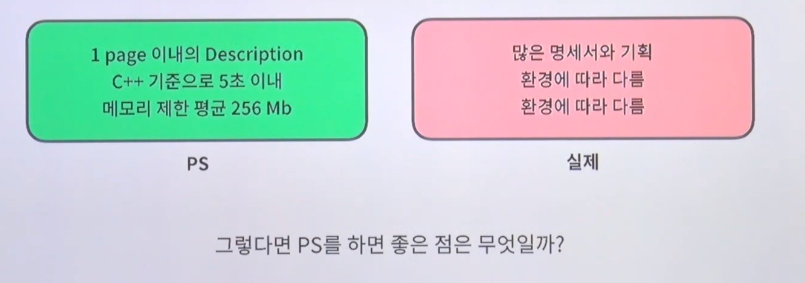 1 page 이내의 Description
C++ 기준으로 5초 이내
메모리 제한 평균 256 Mb
PS
많은 명세서와 기획
환경에 따라 다름
환경에 따라 다름
실제
그렇다면 PS를 하면 좋은 점은 무엇일까?